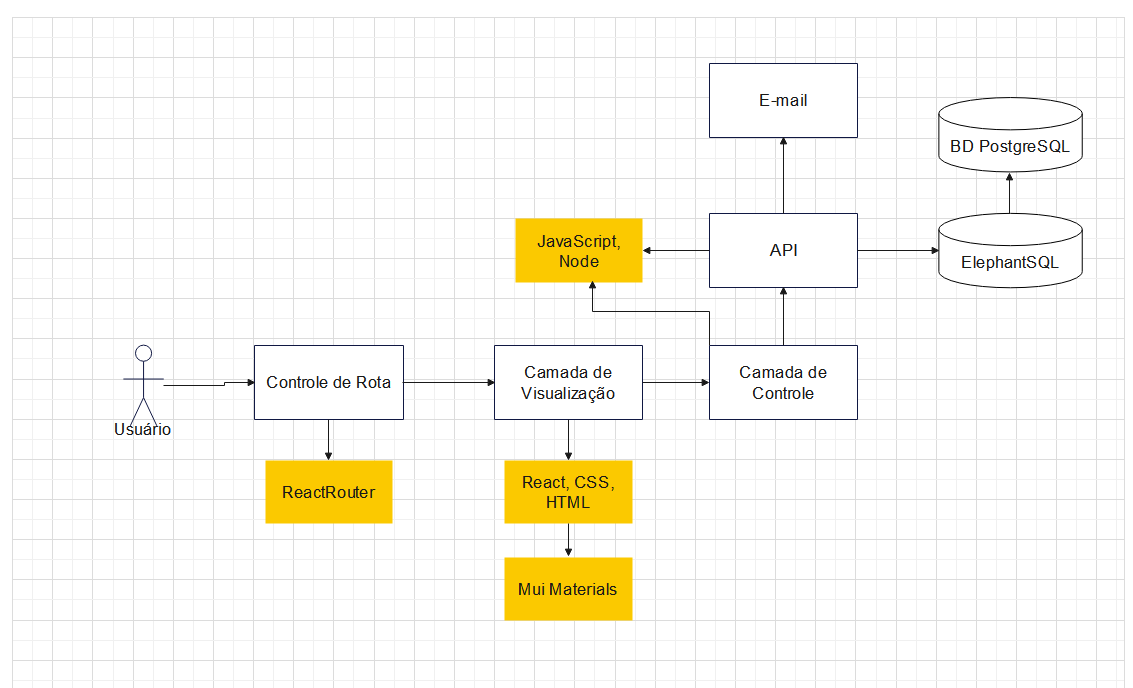 E-mail
BD PostgreSQL
JavaScript,
Node
API
ElephantSQL
Usuário
Controle de Rota
Camada de
Visualização
Camada de
Controle
ReactRouter
React, CSS,
HTML
Mui Materials